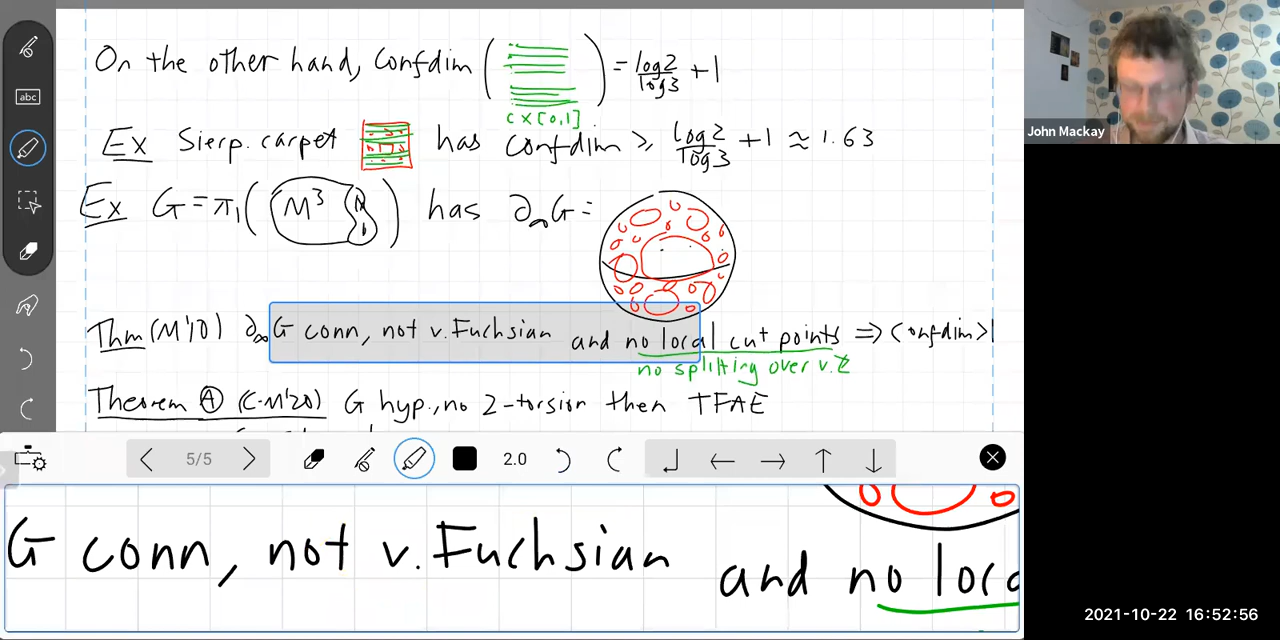 On the other hand, Confdim ( ) = log2/log3 + 1
C x [0,1]
Ex Sierp. carpet has confdim ≥ log2/log3 + 1 ≈ 1.63
Ex G = π₁( M³ ) has ∂∞G =
Thm (M'10) ∂∞G conn, not v. Fuchsian and no local cut points ⇒ Confdim > 1
no splitting over v. Z
Theorem Ⓐ (C-M'20) G hyp., no 2-torsion then TFAE
abc
John Mackay
5/5
2.0
G conn, not v. Fuchsian and no loc
2021-10-22 16:52:56